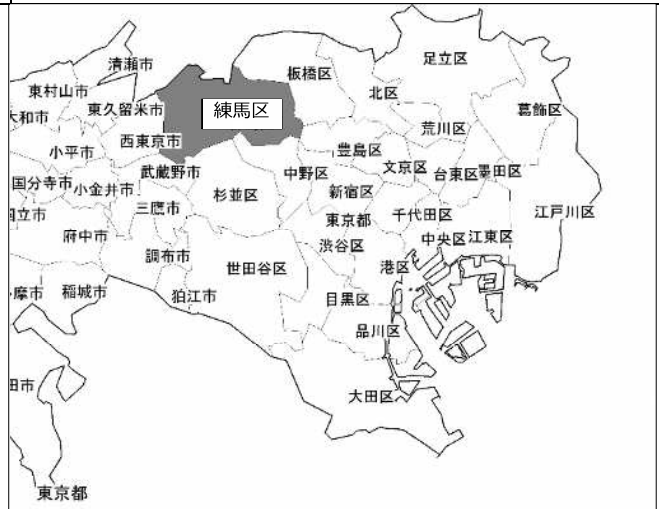 足立区
清瀬市
板橋区
東村山市
北区
東久留米市
練馬区
葛飾区
大和市
荒川区
西東京市
小平市
豊島区
武蔵野市
中野区
文京区
台東区
墨田区
国分寺市
小金井市
杉並区
新宿区
三鷹市
東京都
千代田区
江戸川区
国立市
府中市
中央区
江東区
渋谷区
調布市
世田谷区
港区
多摩市
稲城市
狛江市
目黒区
品川区
田市
大田区
東京都